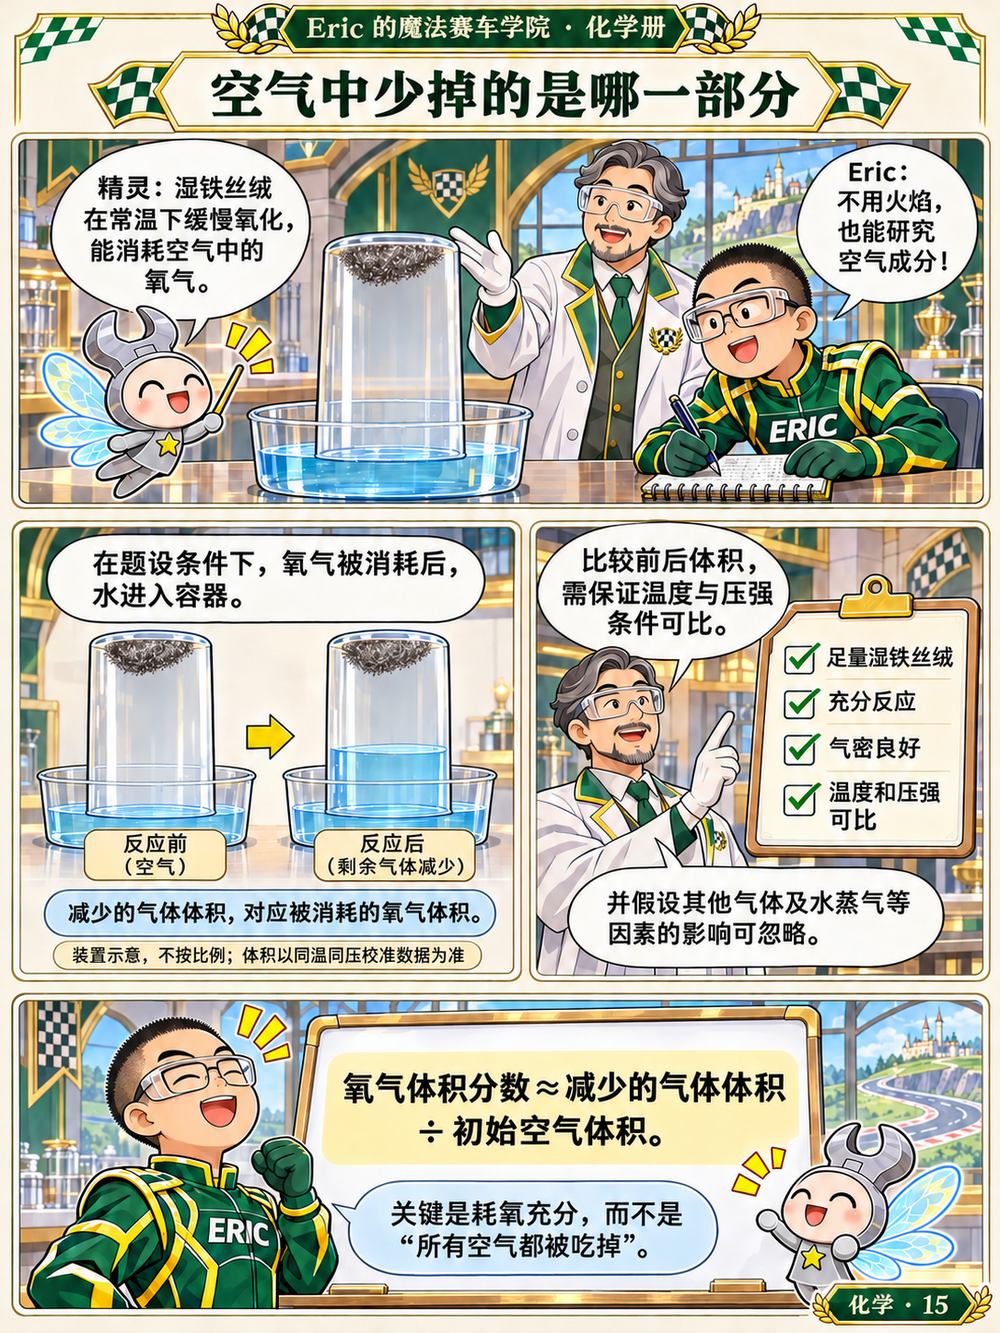 Eric 的魔法赛车学院 · 化学册
空气中少掉的是哪一部分
精灵：湿铁丝绒
在常温下缓慢氧化，
能消耗空气中的
氧气。
Eric：
不用火焰，
也能研究
空气成分！
ERIC
在题设条件下，氧气被消耗后，
水进入容器。
反应前
（空气）
反应后
（剩余气体减少）
减少的气体体积，对应被消耗的氧气体积。
装置示意，不按比例；体积以同温同压校准数据为准
比较前后体积，
需保证温度与压强
条件可比。
足量湿铁丝绒
充分反应
气密良好
温度和压强
可比
并假设其他气体及水蒸气等
因素的影响可忽略。
氧气体积分数≈减少的气体体积
÷初始空气体积。
ERIC
关键是耗氧充分，而不是
“所有空气都被吃掉”。
化学 · 15